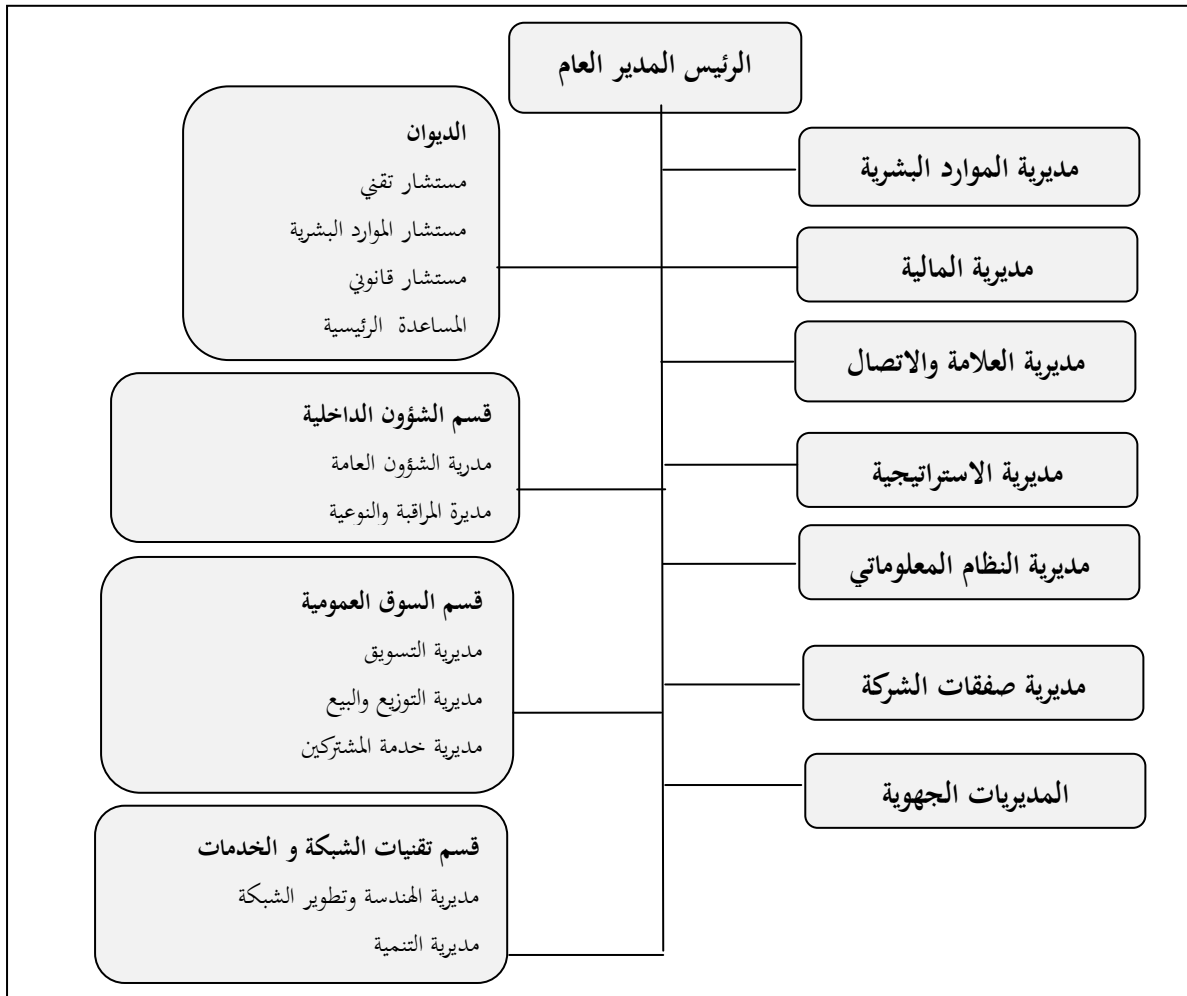 الرئيس المدير العام
مديرية الموارد البشرية
مديرية المالية
مديرية العلامة والاتصال
مديرية الاستراتيجية
مديرية النظام المعلوماتي
مديرية صفقات الشركة
المديريات الجهوية
الديوان
مستشار تقني
مستشار الموارد البشرية
مستشار قانوني
المساعدة الرئيسية
قسم الشؤون الداخلية
مدرية الشؤون العامة
مديرة المراقبة والنوعية
قسم السوق العمومية
مديرية التسويق
مديرية التوزيع والبيع
مديرية خدمة المشتركين
قسم تقنيات الشبكة و الخدمات
مديرية الهندسة وتطوير الشبكة
مديرية التنمية